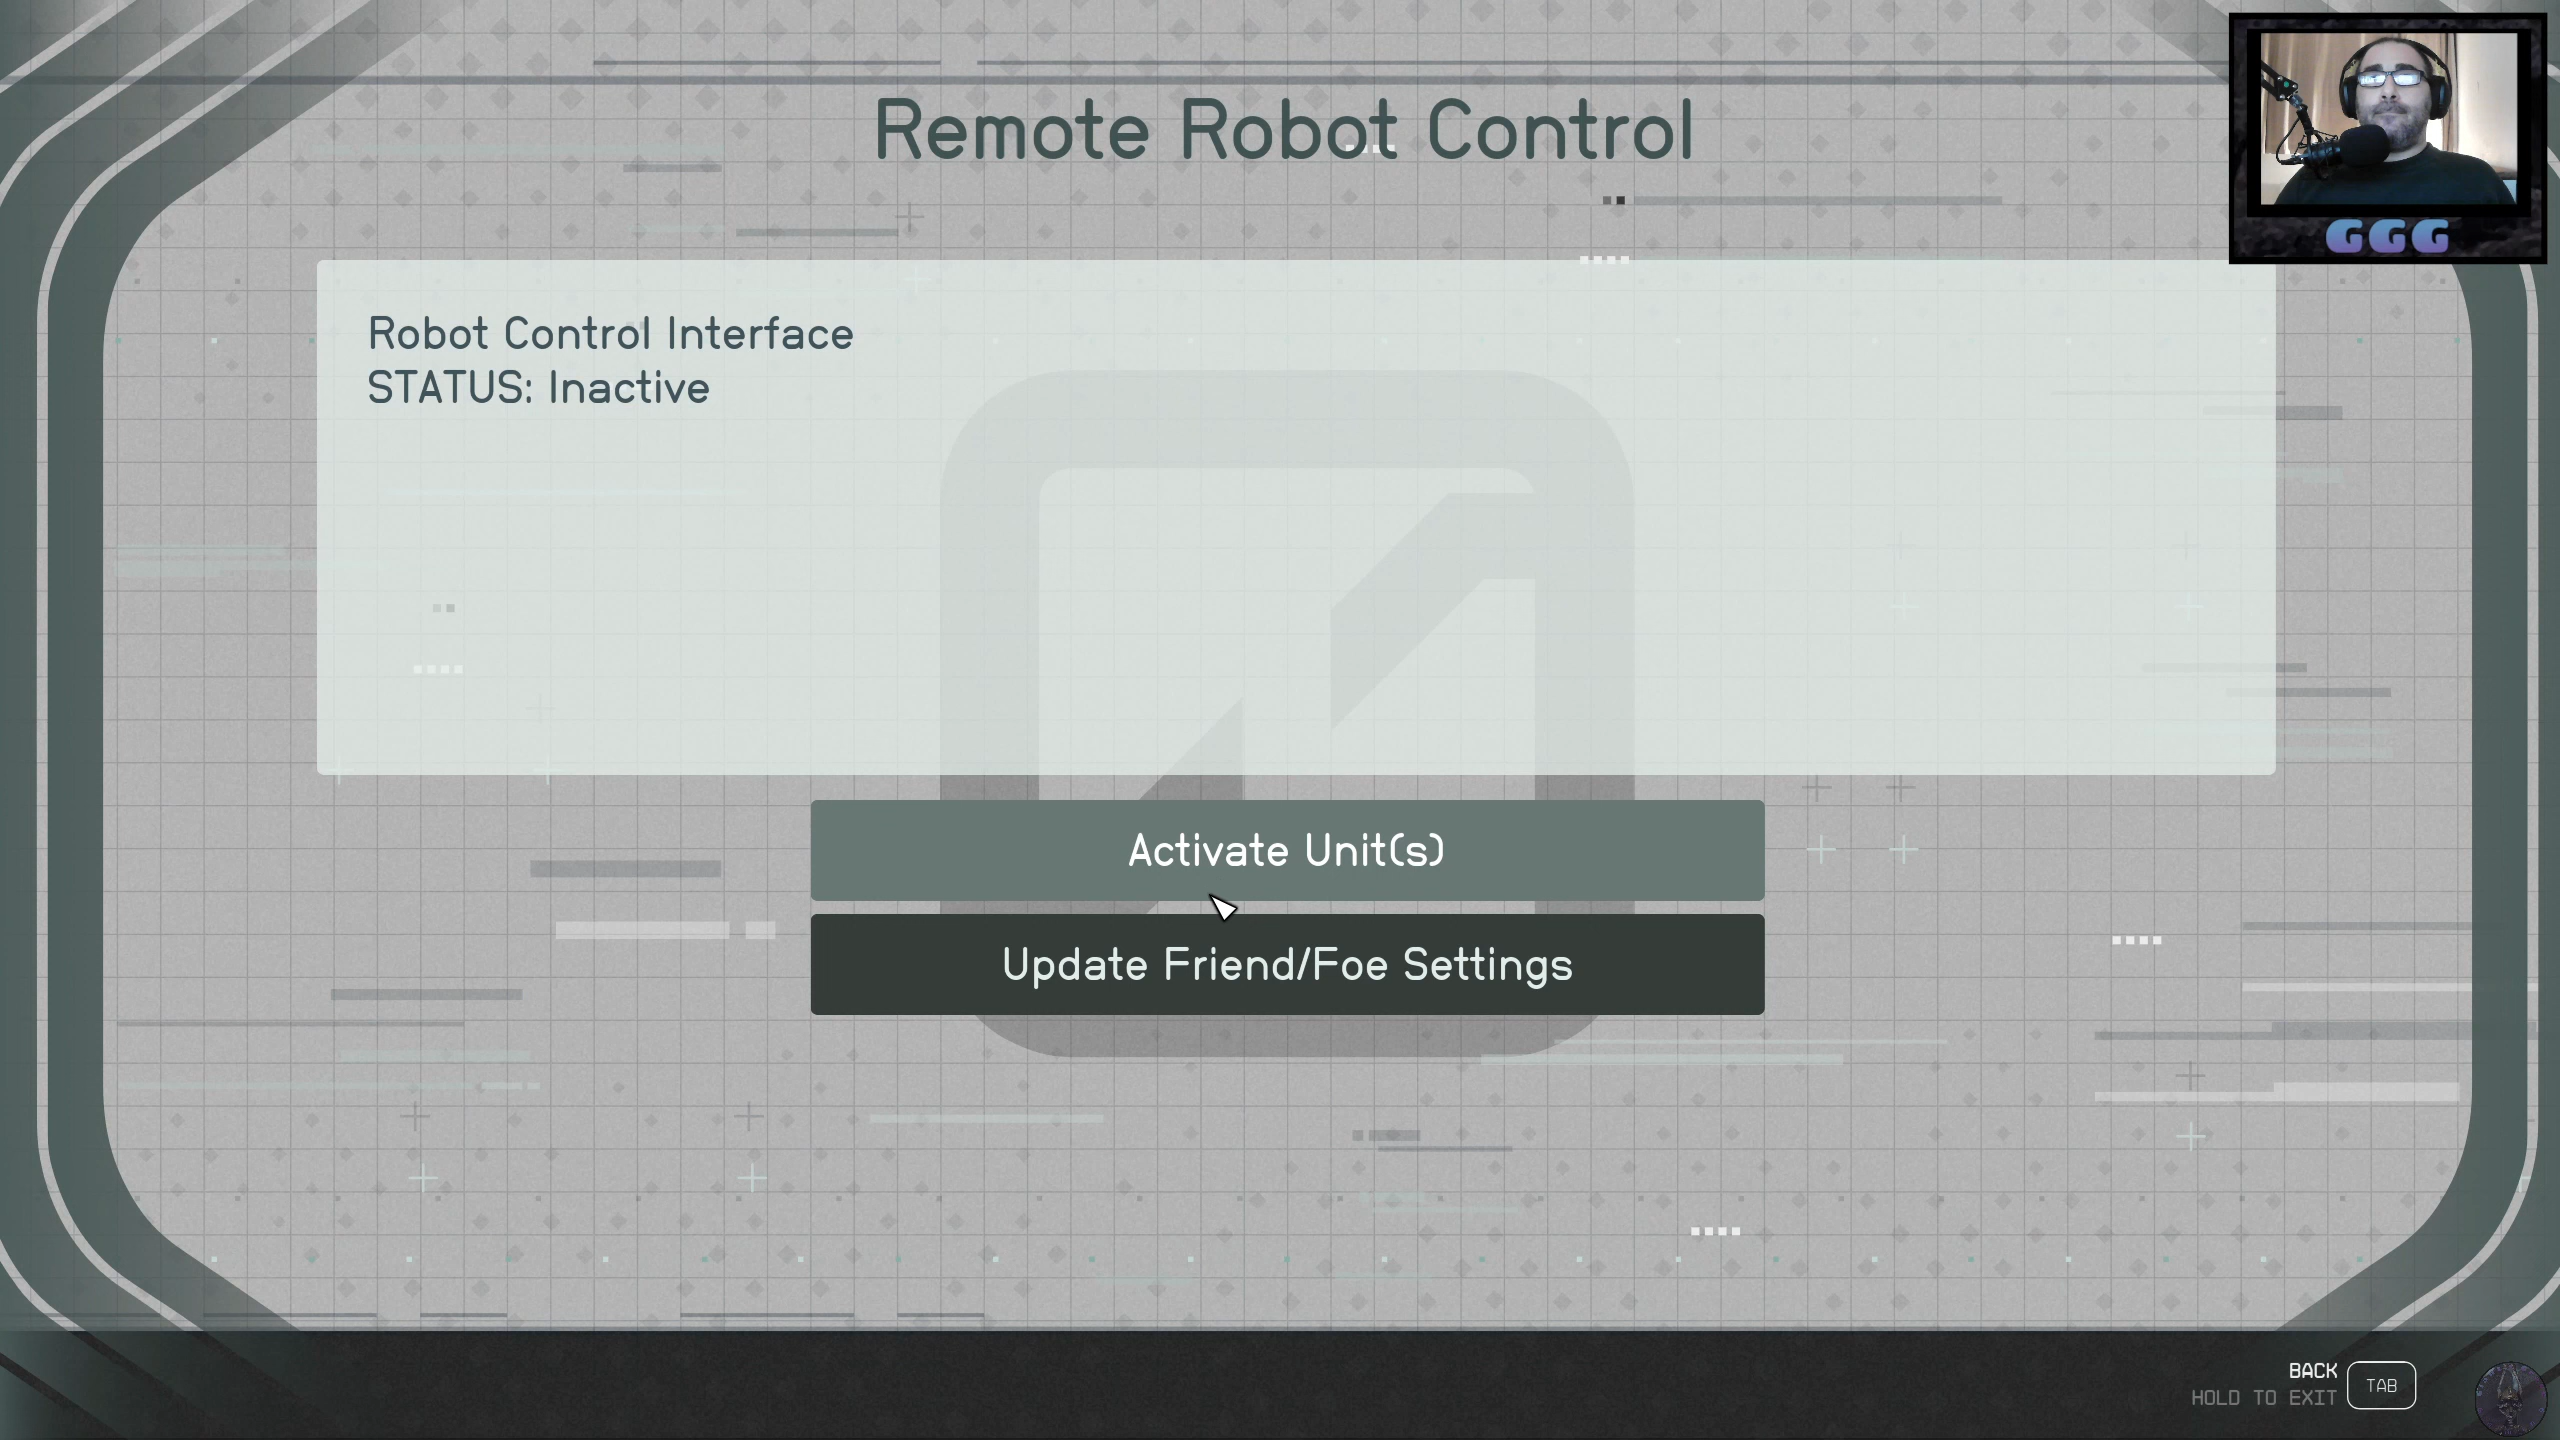 Remote Robot Control
GGG
Robot Control Interface
STATUS: Inactive
Activate Unit(s)
Update Friend/Foe Settings
BACK
HOLD TO EXIT
TAB